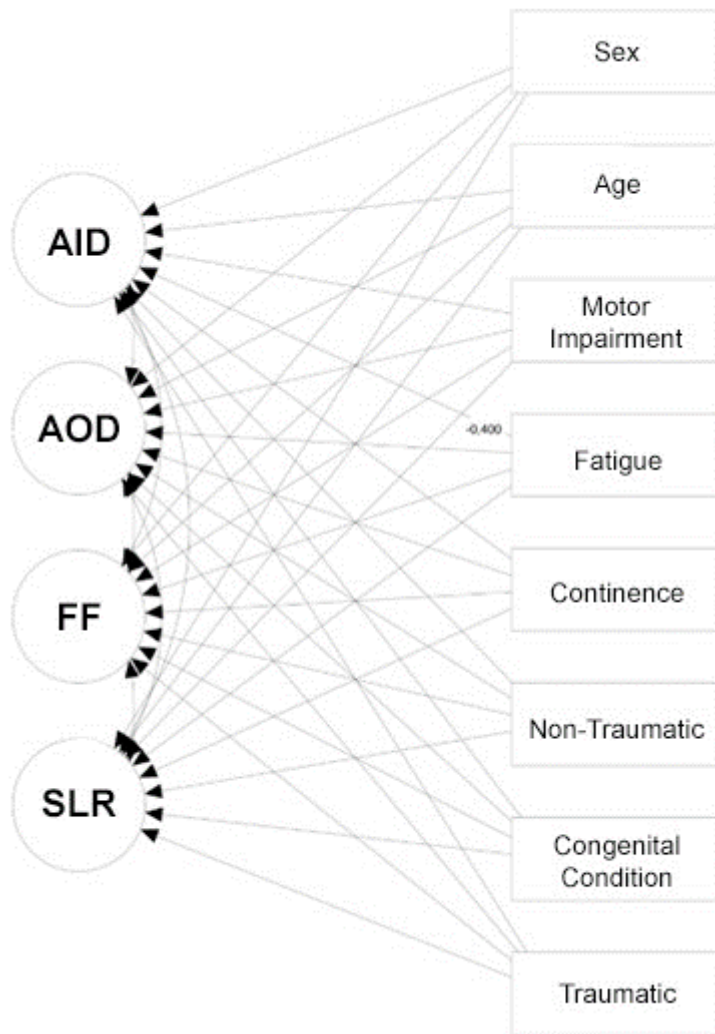 Sex
AID
Age
Motor
Impairment
AOD
-0,400
Fatigue
FF
Continence
Non-Traumatic
SLR
Congenital
Condition
Traumatic